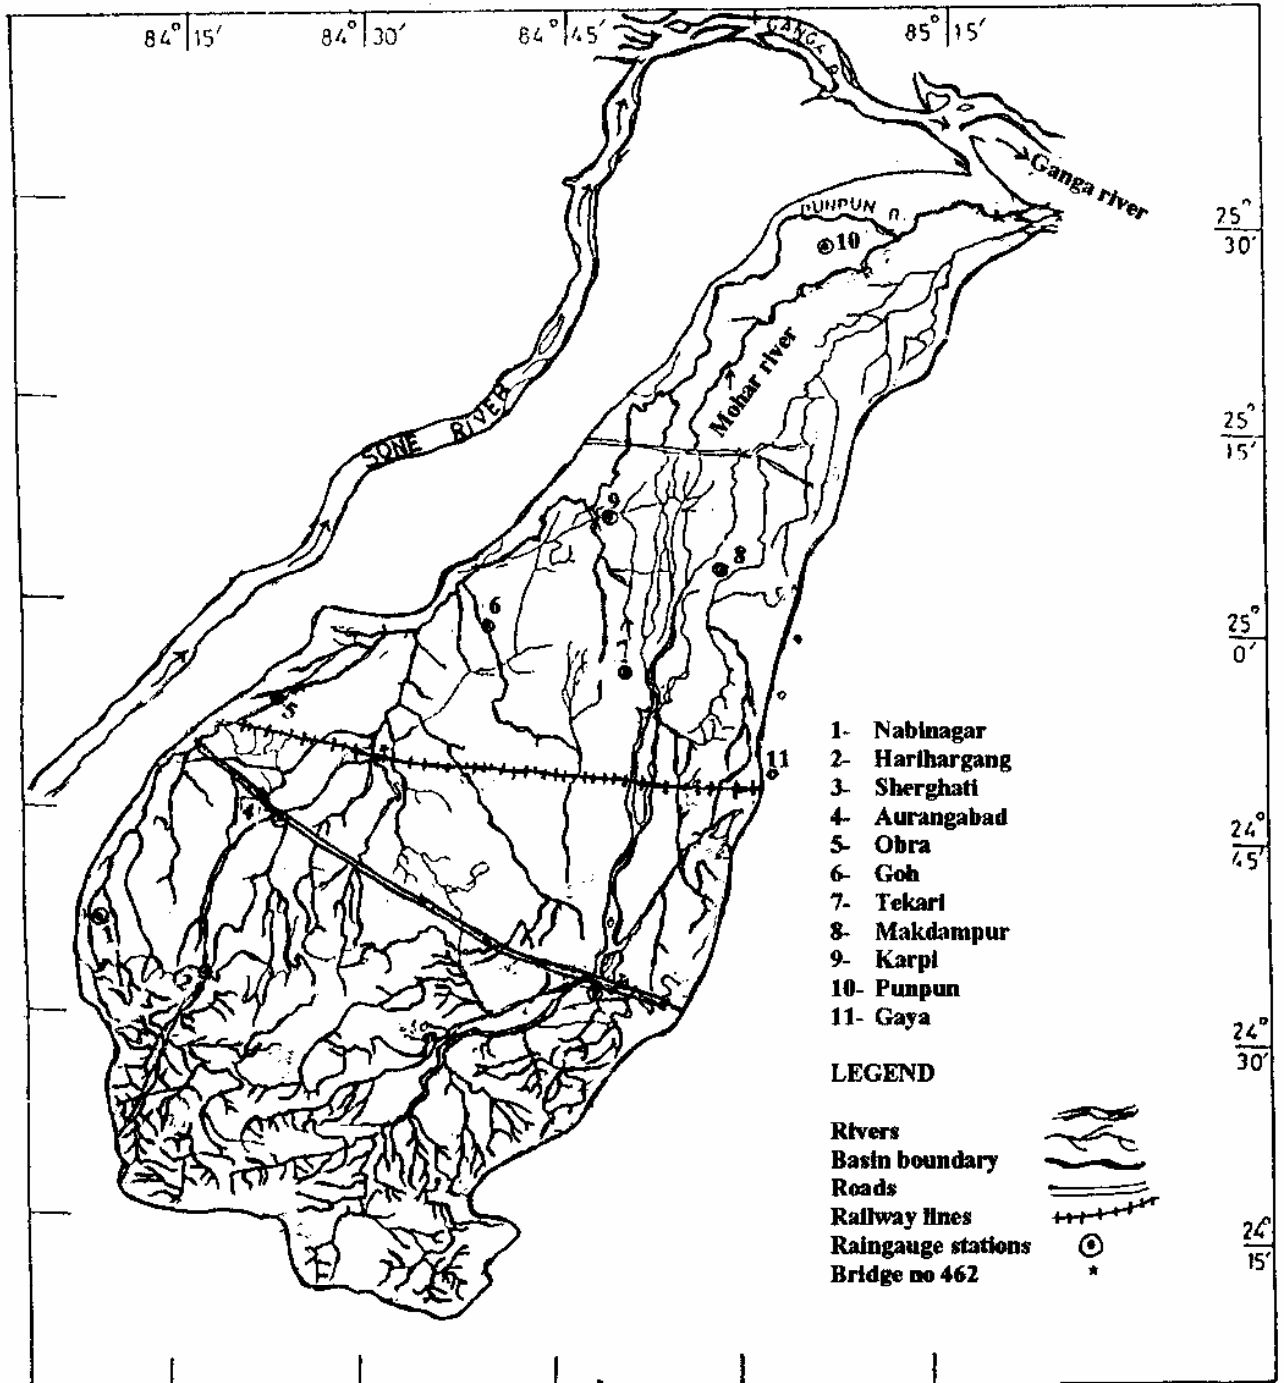 84° 15′ 84° 30′ 84° 45′ 85° 15′
GANGA R.
Ganga river
PUNPUN R.
25° 30′
10
Mohar river
SONE RIVER
25° 15′
9
8
6
25° 0′
7
5
11
4
24° 45′
1
2
3
24° 30′
24° 15′
1- Nabinagar
2- Harihargang
3- Sherghati
4- Aurangabad
5- Obra
6- Goh
7- Tekari
8- Makdampur
9- Karpi
10- Punpun
11- Gaya
LEGEND
Rivers
Basin boundary
Roads
Railway lines
Raingauge stations
Bridge no 462